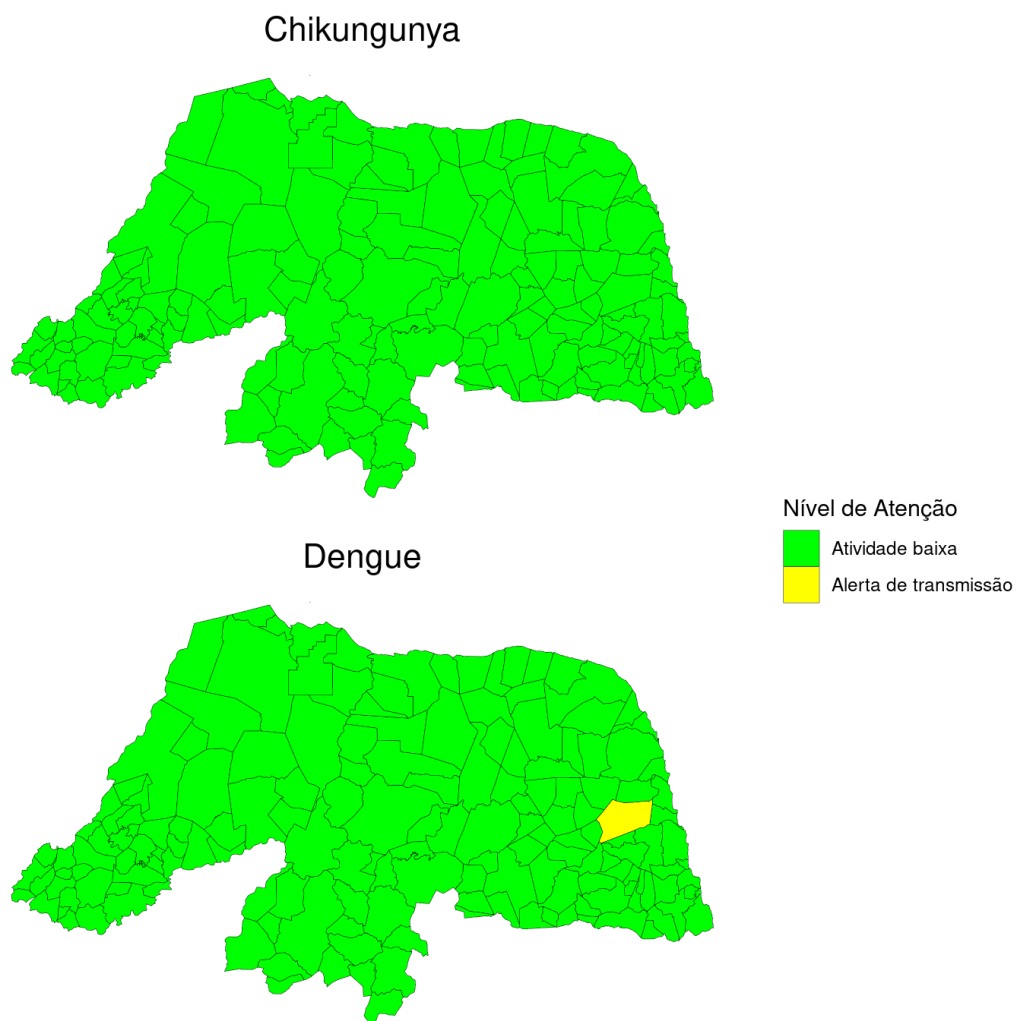 Chikungunya
Nível de Atenção
Atividade baixa
Alerta de transmissão
Dengue